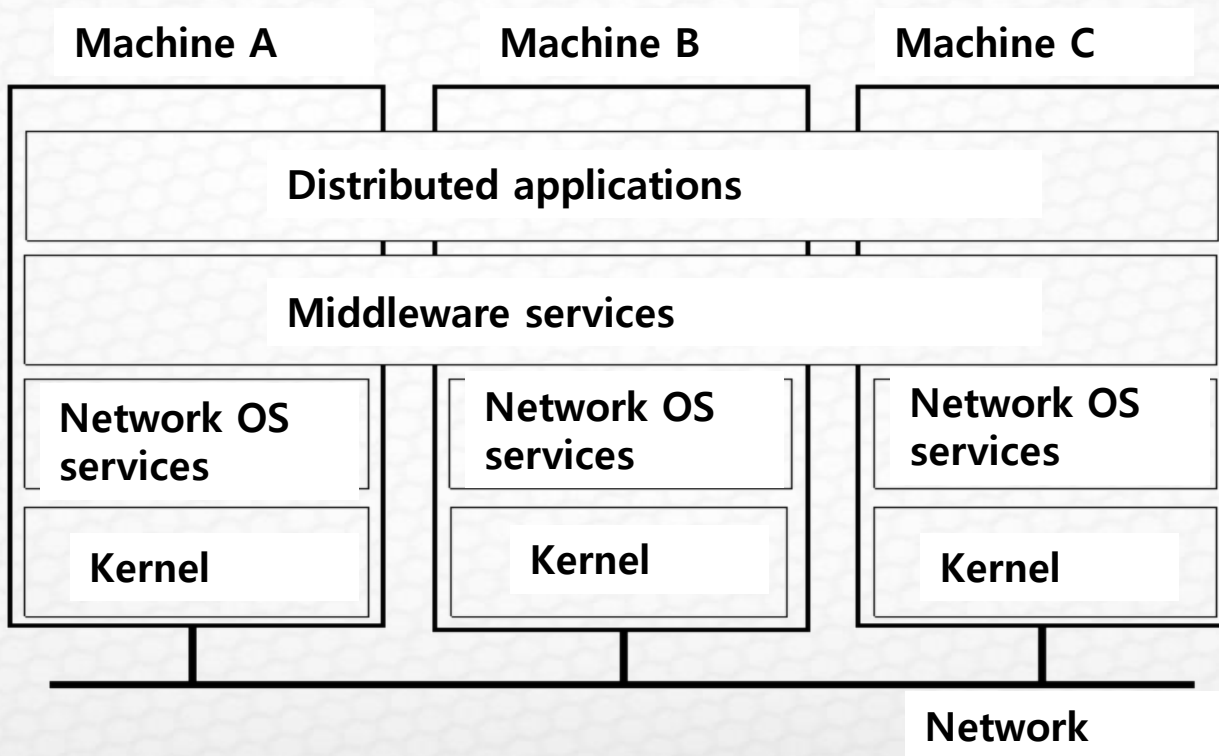 Machine A
Machine B
Machine C
Distributed applications
Middleware services
Network OS
services
Network OS
services
Network OS
services
Kernel
Kernel
Kernel
Network